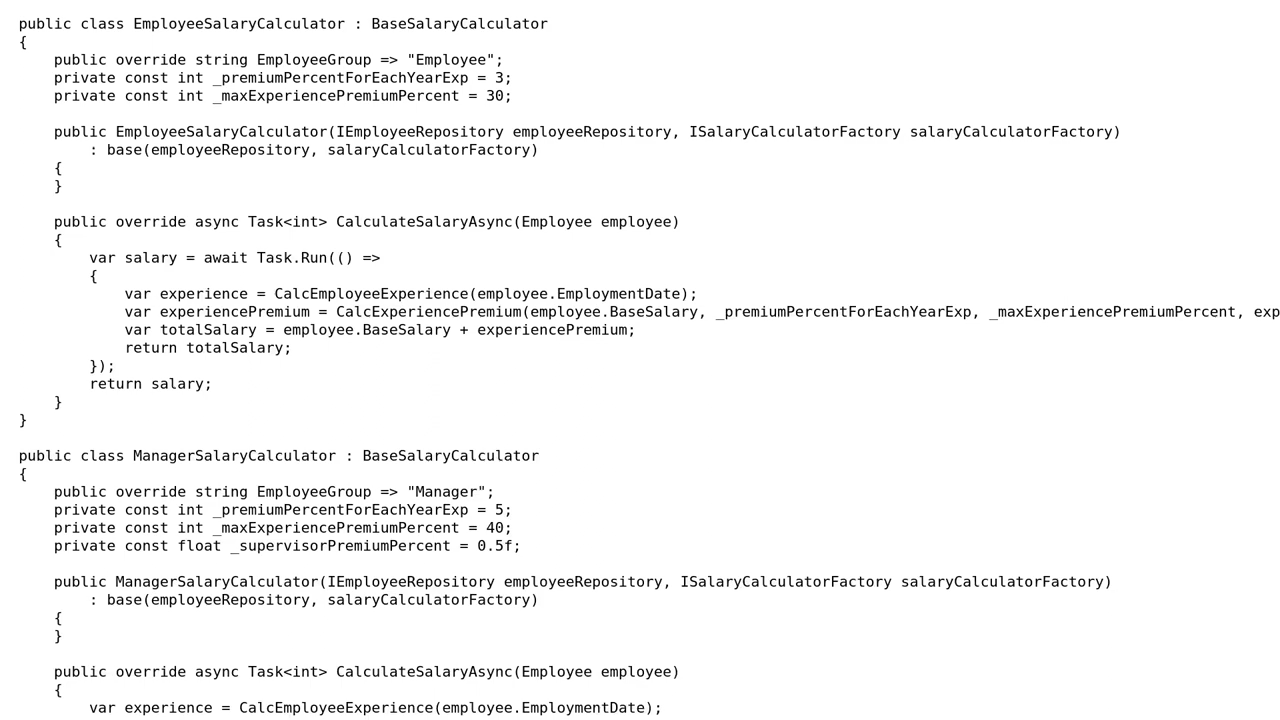 public class EmployeeSalaryCalculator : BaseSalaryCalculator
{
    public override string EmployeeGroup => "Employee";
    private const int _premiumPercentForEachYearExp = 3;
    private const int _maxExperiencePremiumPercent = 30;

    public EmployeeSalaryCalculator(IEmployeeRepository employeeRepository, ISalaryCalculatorFactory salaryCalculatorFactory)
        : base(employeeRepository, salaryCalculatorFactory)
    {
    }

    public override async Task<int> CalculateSalaryAsync(Employee employee)
    {
        var salary = await Task.Run(() =>
        {
            var experience = CalcEmployeeExperience(employee.EmploymentDate);
            var experiencePremium = CalcExperiencePremium(employee.BaseSalary, _premiumPercentForEachYearExp, _maxExperiencePremiumPercent, exp
            var totalSalary = employee.BaseSalary + experiencePremium;
            return totalSalary;
        });
        return salary;
    }
}

public class ManagerSalaryCalculator : BaseSalaryCalculator
{
    public override string EmployeeGroup => "Manager";
    private const int _premiumPercentForEachYearExp = 5;
    private const int _maxExperiencePremiumPercent = 40;
    private const float _supervisorPremiumPercent = 0.5f;

    public ManagerSalaryCalculator(IEmployeeRepository employeeRepository, ISalaryCalculatorFactory salaryCalculatorFactory)
        : base(employeeRepository, salaryCalculatorFactory)
    {
    }

    public override async Task<int> CalculateSalaryAsync(Employee employee)
    {
        var experience = CalcEmployeeExperience(employee.EmploymentDate);